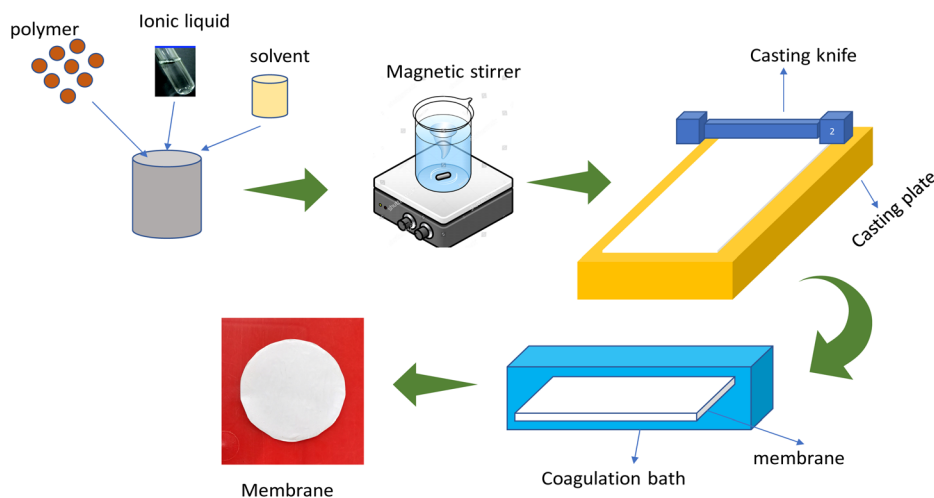 Ionic liquid
polymer
solvent
Magnetic stirrer
Casting knife
2
Casting plate
Coagulation bath
membrane
Membrane